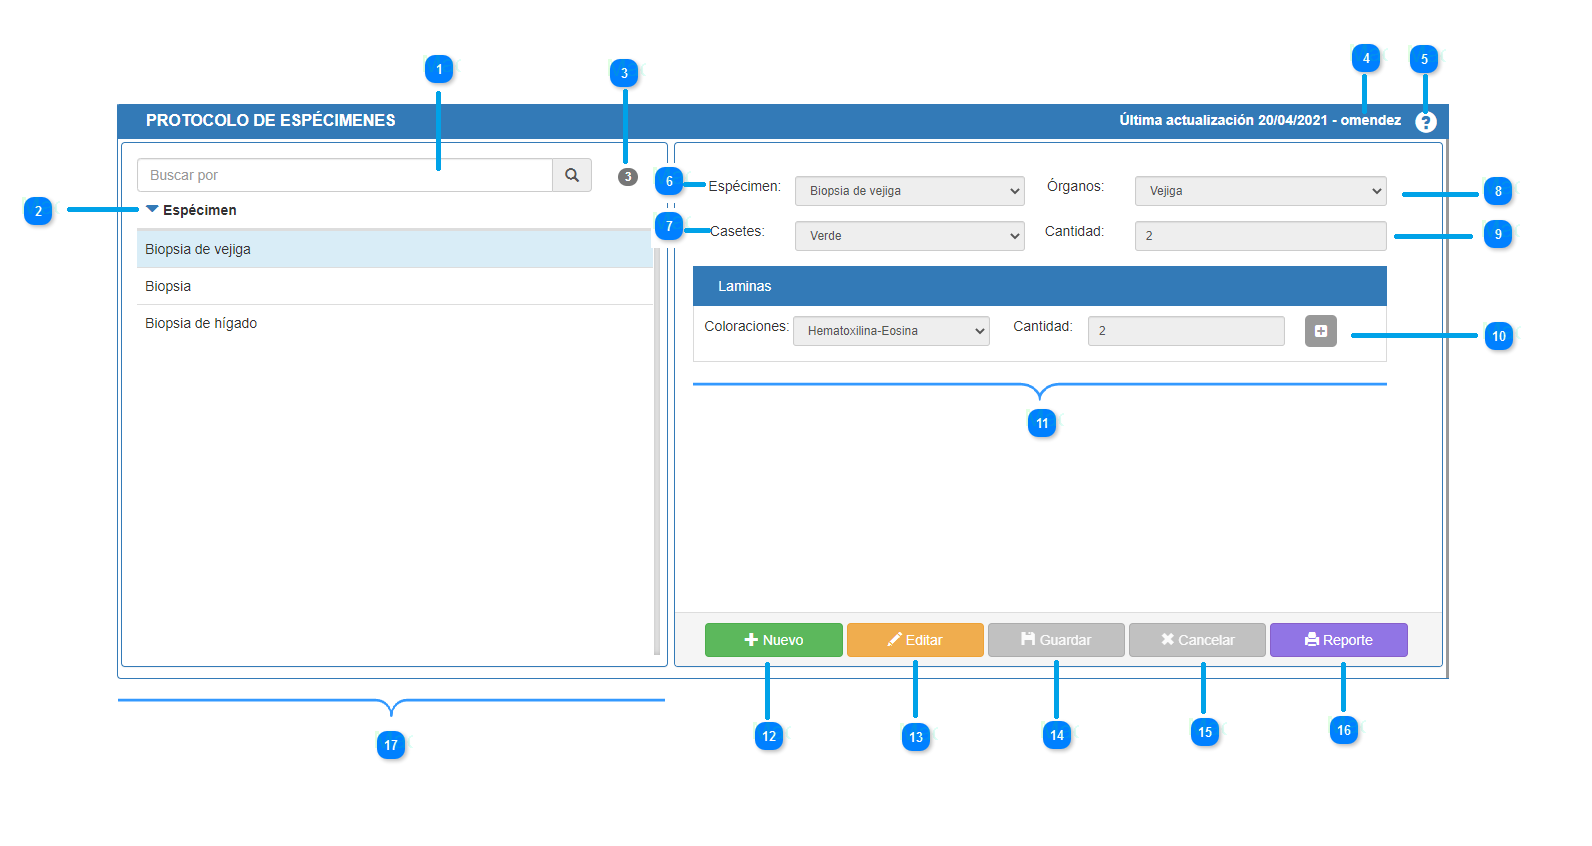 1
3
4
5
PROTOCOLO DE ESPÉCIMENES
Última actualización 20/04/2021 - omendez
?
Buscar por
3
2
Espécimen
Biopsia de vejiga
Biopsia
Biopsia de hígado
6
Espécimen:
Biopsia de vejiga
Órganos:
Vejiga
8
7
Casetes:
Verde
Cantidad:
2
9
Laminas
Coloraciones:
Hematoxilina-Eosina
Cantidad:
2
10
11
Nuevo
Editar
Guardar
Cancelar
Reporte
17
12
13
14
15
16